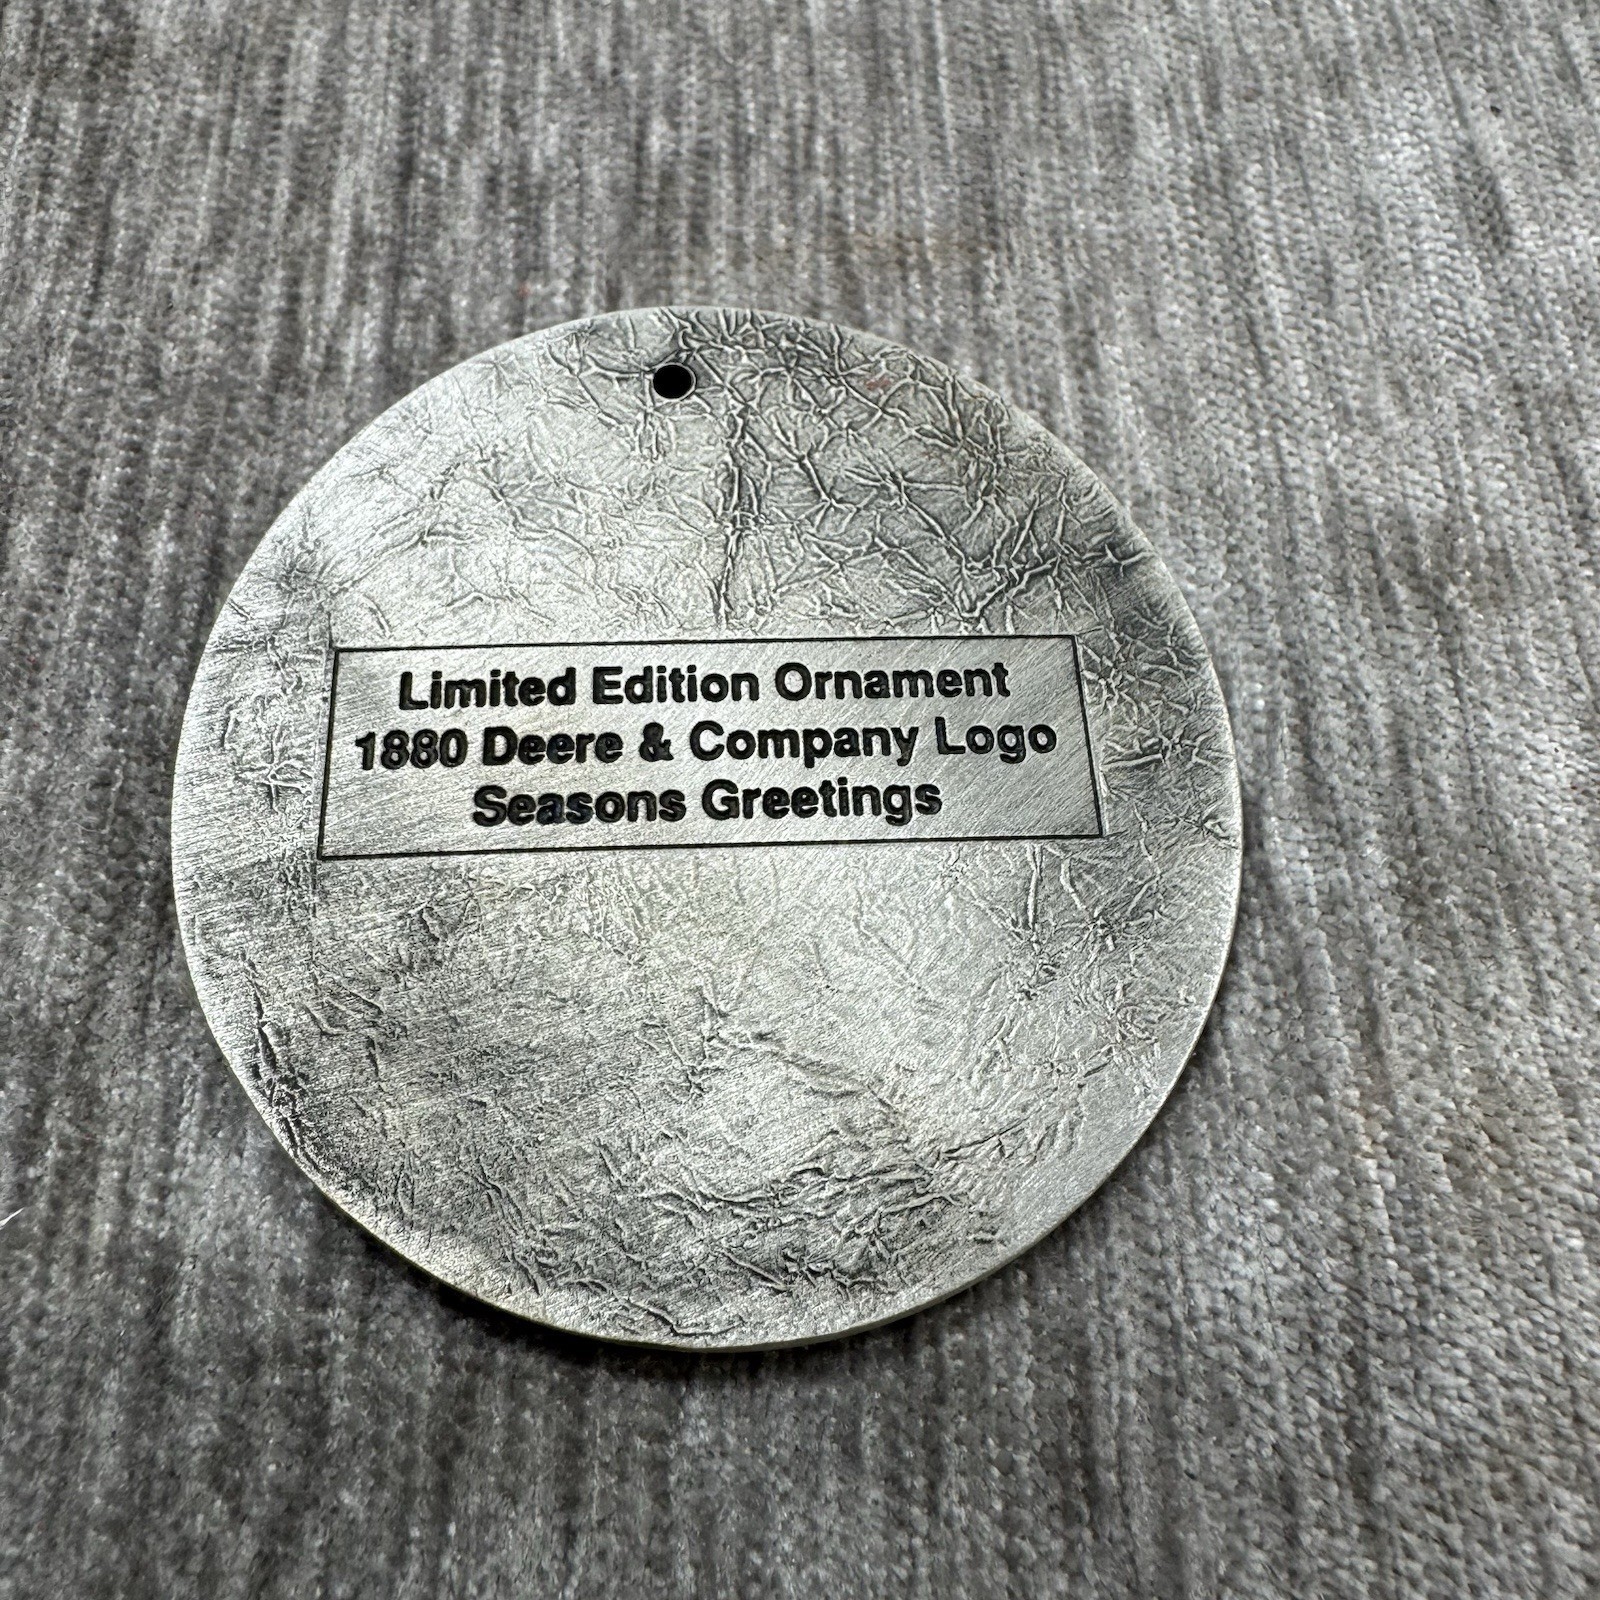 Limited Edition Ornament
1880 Deere & Company Logo
Seasons Greetings